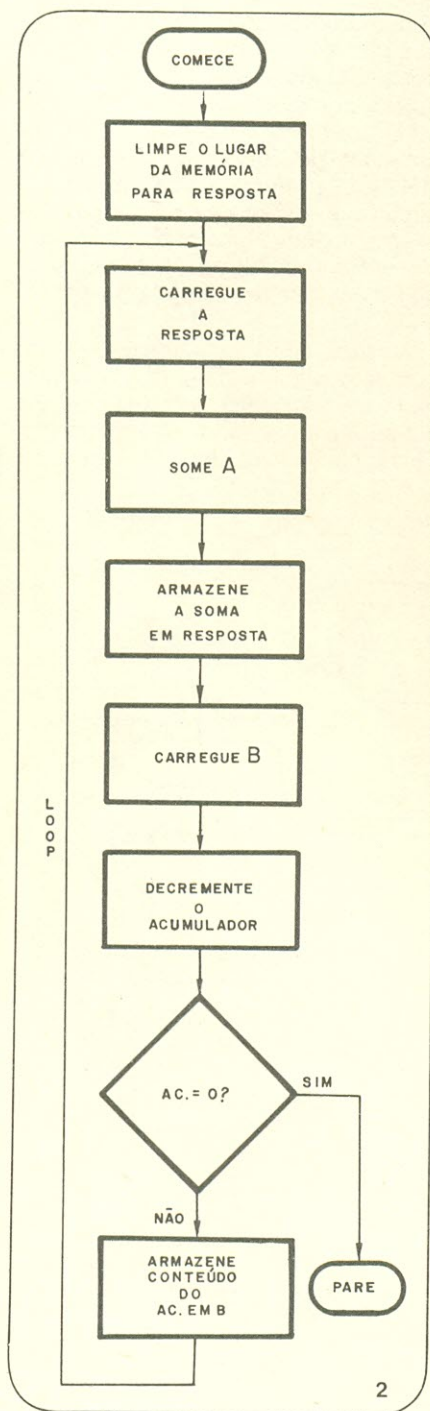 COMECE
LIMPE O LUGAR
DA MEMÓRIA
PARA RESPOSTA
CARREGUE
A
RESPOSTA
SOME A
ARMAZENE
A SOMA
EM RESPOSTA
CARREGUE B
LOOP
DECREMENTE
O
ACUMULADOR
AC. = 0?
SIM
NÃO
ARMAZENE
CONTEÚDO
DO
AC. EM B
PARE
2